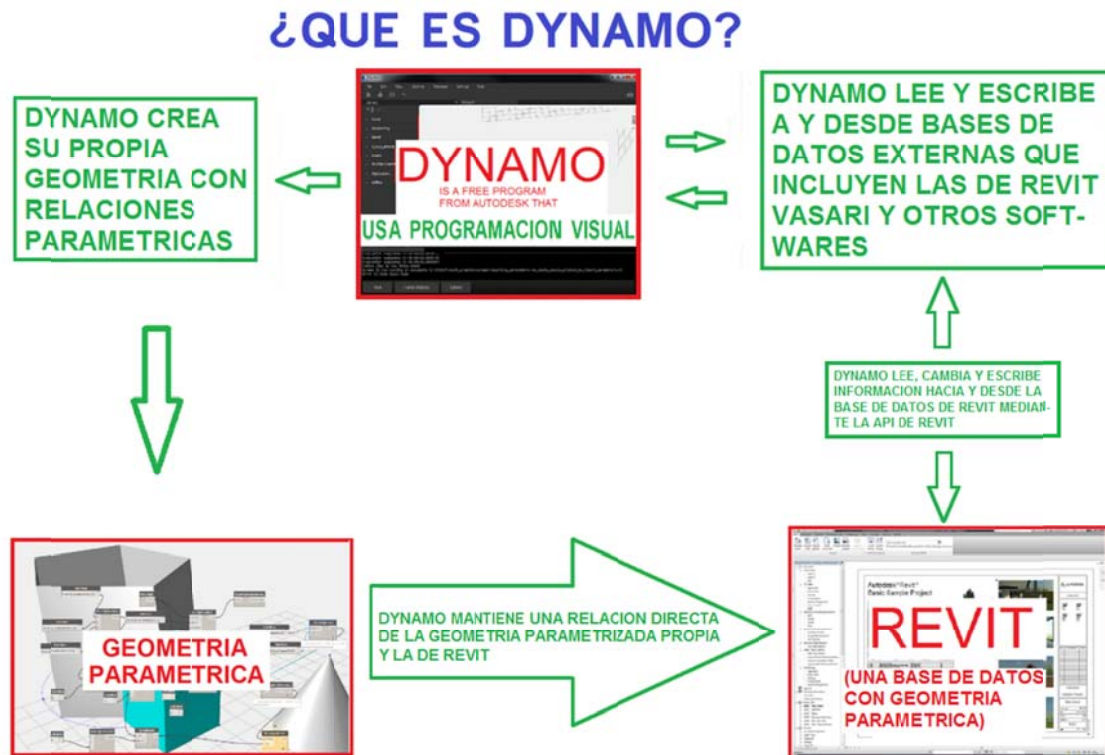 ¿QUE ES DYNAMO?
DYNAMO CREA
SU PROPIA
GEOMETRIA CON
RELACIONES
PARAMETRICAS
DYNAMO
IS A FREE PROGRAM
FROM AUTODESK THAT
USA PROGRAMACION VISUAL
DYNAMO LEE Y ESCRIBE
A Y DESDE BASES DE
DATOS EXTERNAS QUE
INCLUYEN LAS DE REVIT
VASARI Y OTROS SOFT-
WARES
DYNAMO LEE, CAMBIA Y ESCRIBE
INFORMACION HACIA Y DESDE LA
BASE DE DATOS DE REVIT MEDIAN-
TE LA API DE REVIT
GEOMETRIA
PARAMETRICA
DYNAMO MANTIENE UNA RELACION DIRECTA
DE LA GEOMETRIA PARAMETRIZADA PROPIA
Y LA DE REVIT
Autodesk® Revit®
Basic Sample Project
REVIT
(UNA BASE DE DATOS
CON GEOMETRIA
PARAMETRICA)